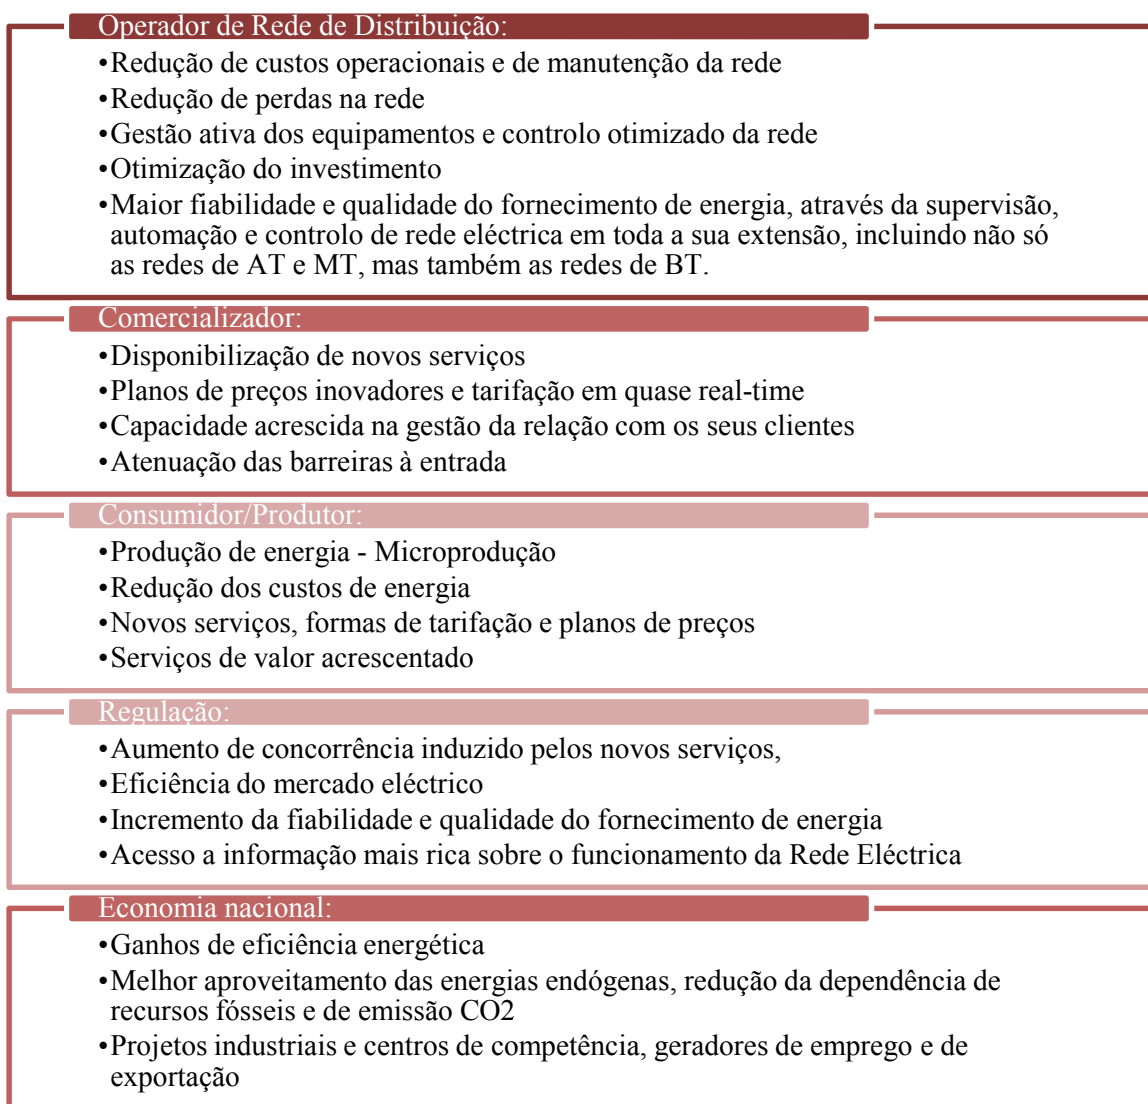 Operador de Rede de Distribuição:
•Redução de custos operacionais e de manutenção da rede
•Redução de perdas na rede
•Gestão ativa dos equipamentos e controlo otimizado da rede
•Otimização do investimento
•Maior fiabilidade e qualidade do fornecimento de energia, através da supervisão,
automação e controlo de rede eléctrica em toda a sua extensão, incluindo não só
as redes de AT e MT, mas também as redes de BT.
Comercializador:
•Disponibilização de novos serviços
•Planos de preços inovadores e tarifação em quase real-time
•Capacidade acrescida na gestão da relação com os seus clientes
•Atenuação das barreiras à entrada
Consumidor/Produtor:
•Produção de energia - Microprodução
•Redução dos custos de energia
•Novos serviços, formas de tarifação e planos de preços
•Serviços de valor acrescentado
Regulação:
•Aumento de concorrência induzido pelos novos serviços,
•Eficiência do mercado eléctrico
•Incremento da fiabilidade e qualidade do fornecimento de energia
•Acesso a informação mais rica sobre o funcionamento da Rede Eléctrica
Economia nacional:
•Ganhos de eficiência energética
•Melhor aproveitamento das energias endógenas, redução da dependência de
recursos fósseis e de emissão CO2
•Projetos industriais e centros de competência, geradores de emprego e de
exportação